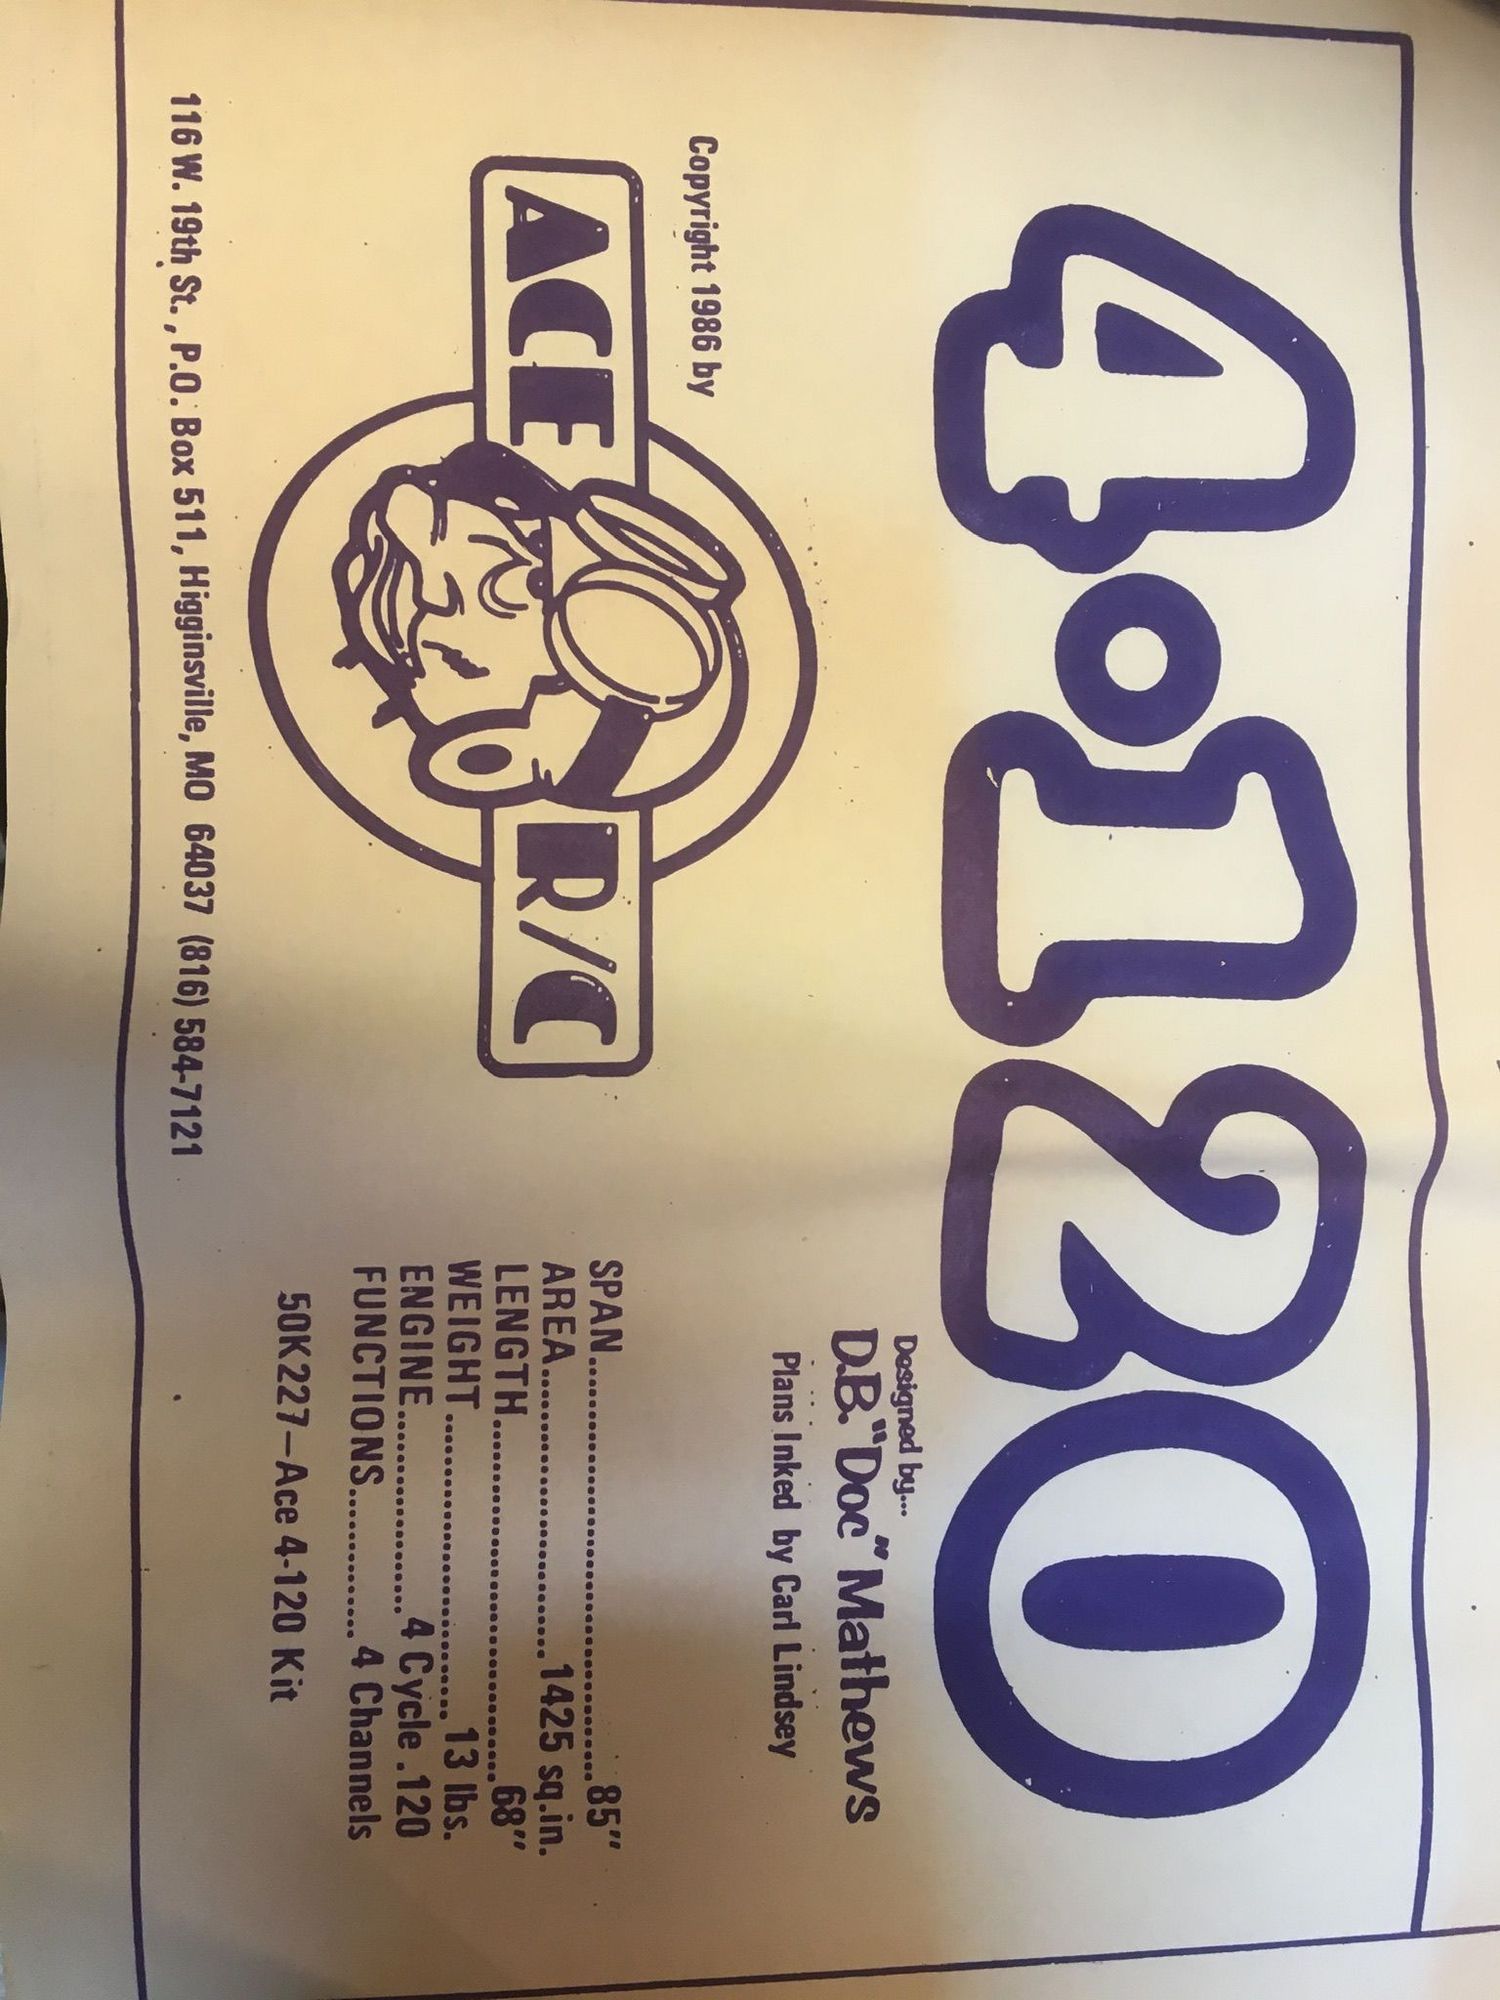 4•120
Designed by...
D.B. "Doc" Mathews
Plans Inked by Carl Lindsey
Copyright 1986 by
ACE R/C
SPAN..................................85"
AREA.........................1425 sq.in.
LENGTH..............................68"
WEIGHT.........................13 lbs.
ENGINE..................4 Cycle .120
FUNCTIONS.............4 Channels
50K227—Ace 4-120 Kit
116 W. 19th St., P.O. Box 511, Higginsville, MO 64037 (816) 584-7121